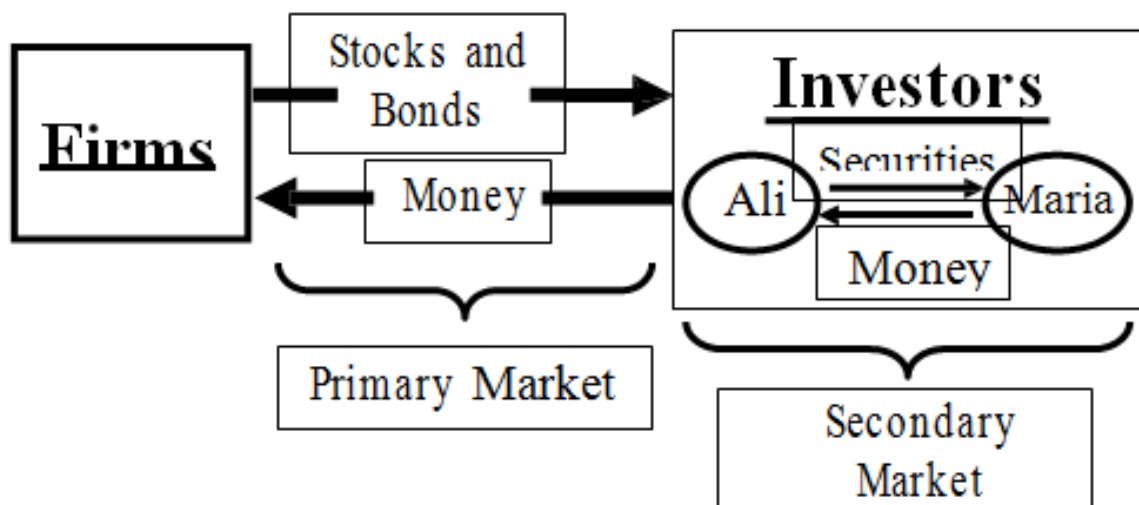 Firms
Stocks and
Bonds
Money
Primary Market
Investors
Securities
Ali
Maria
Money
Secondary
Market